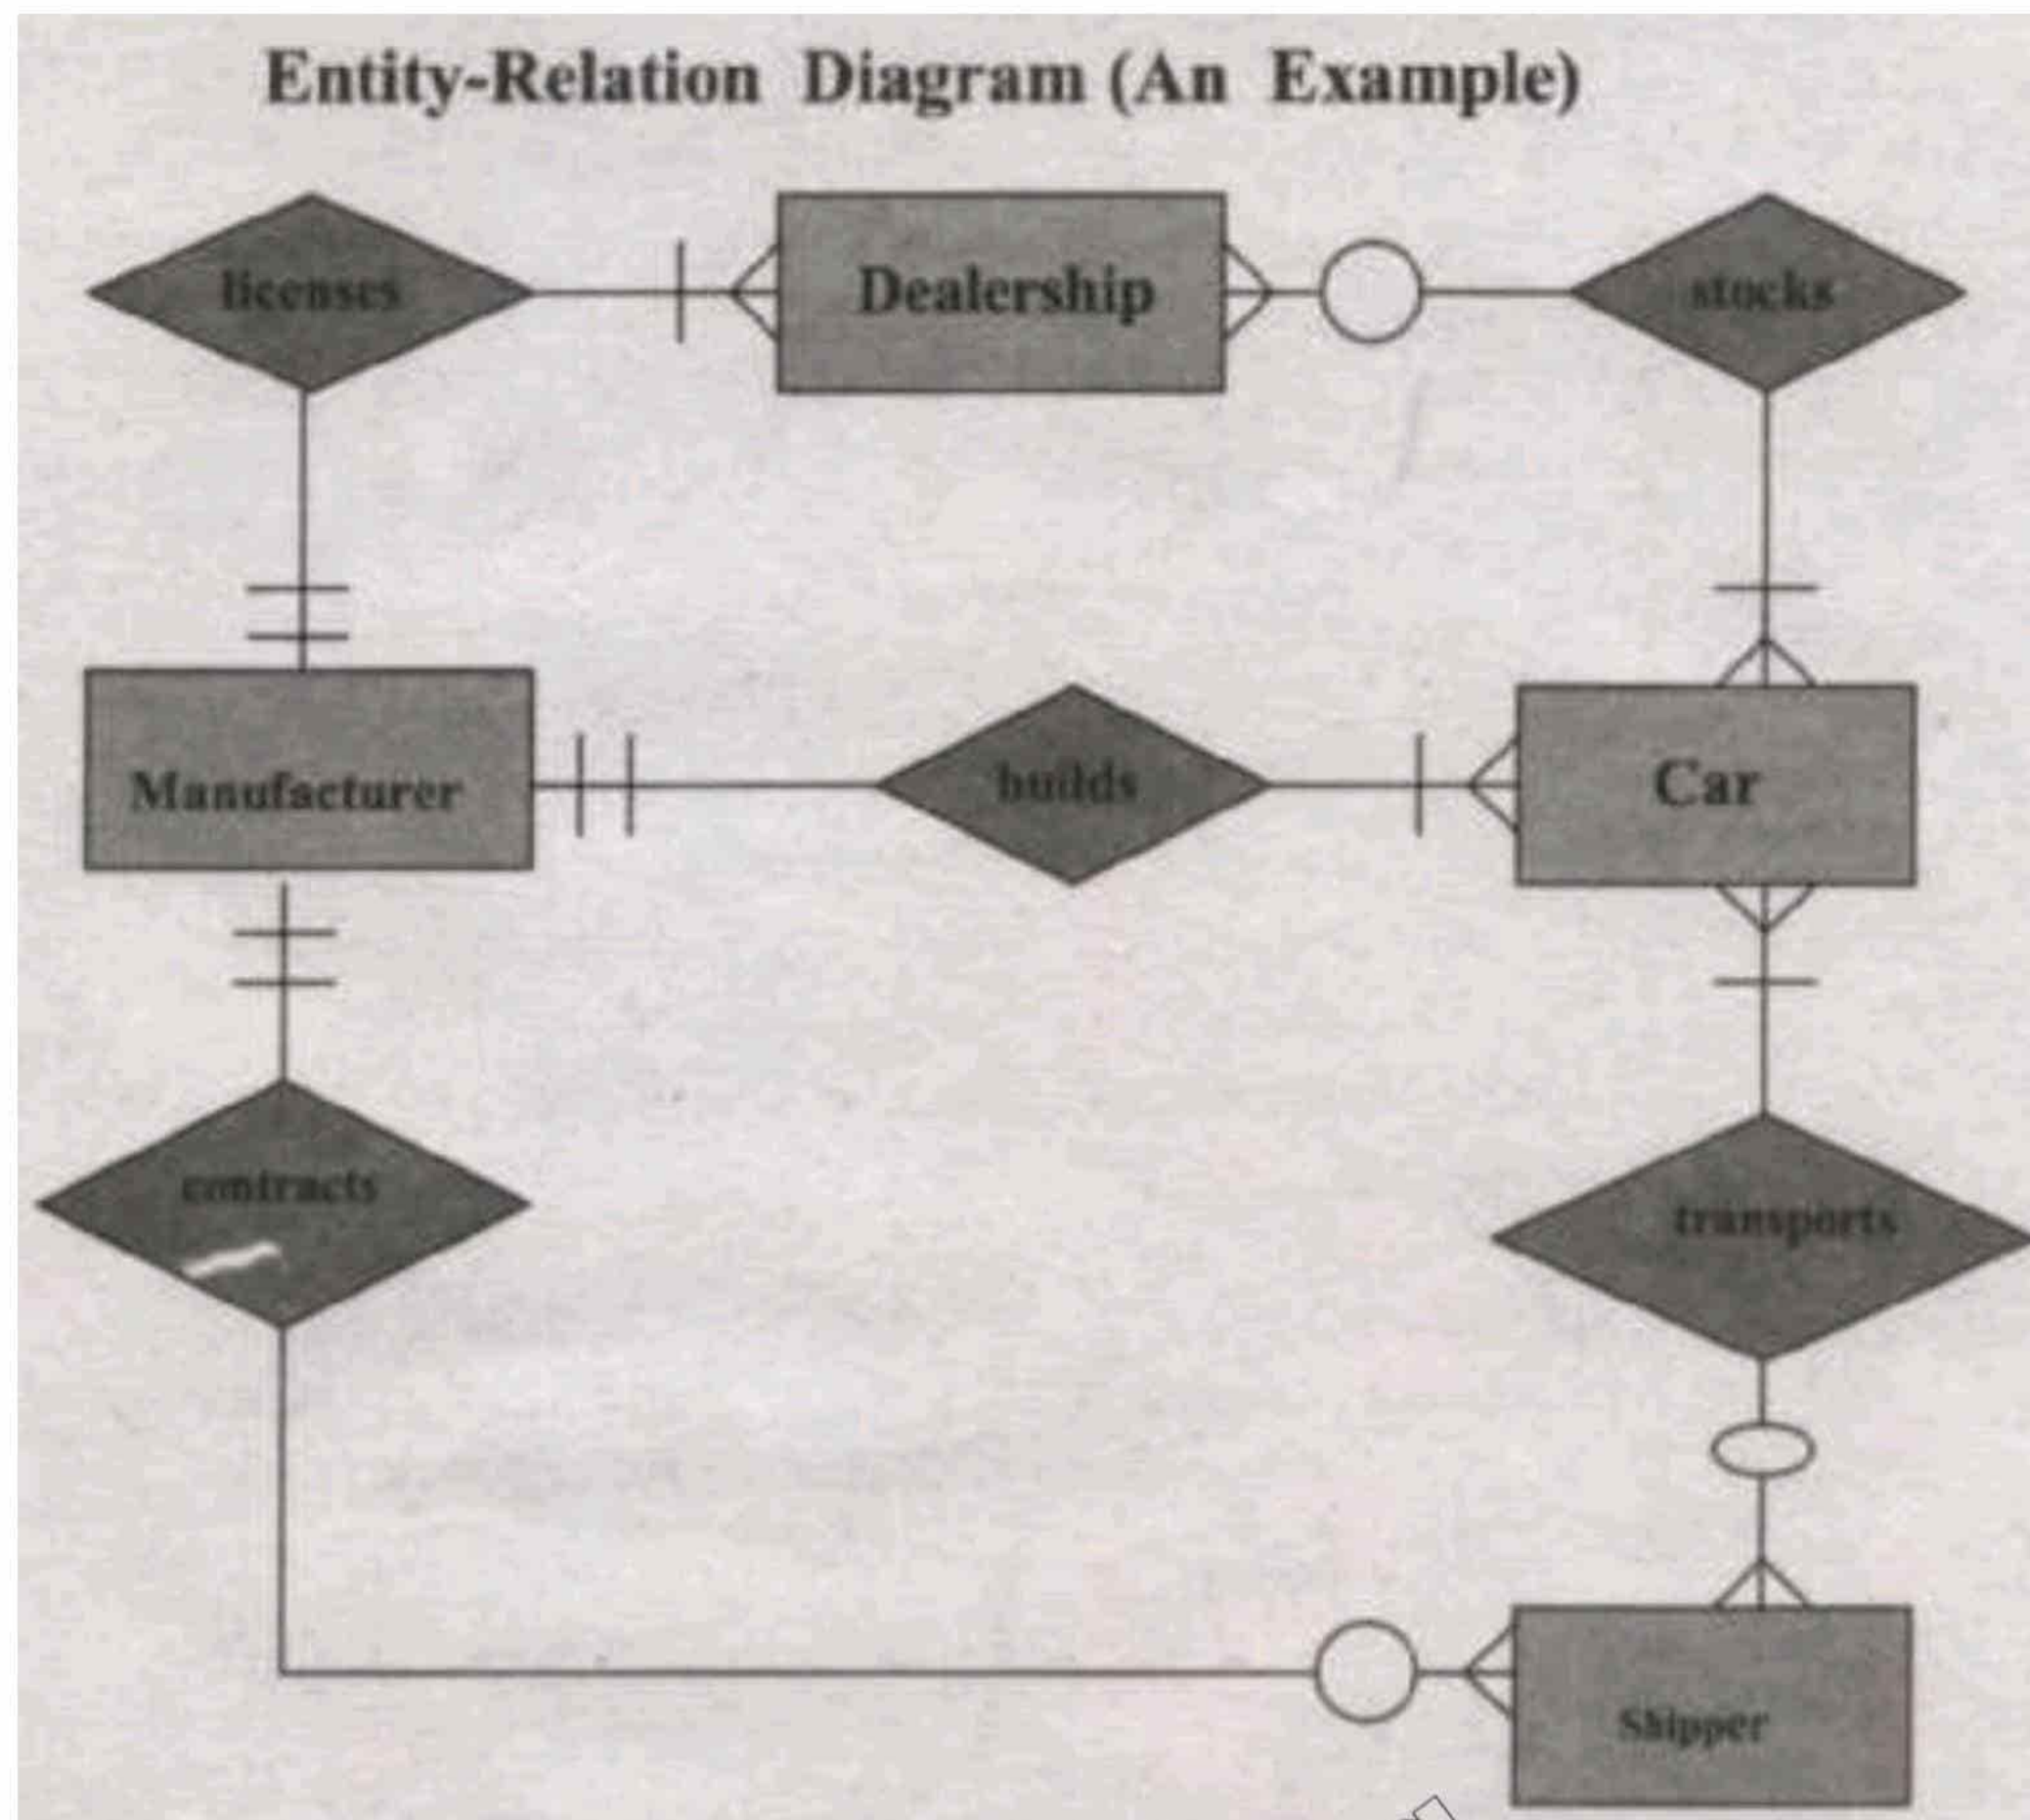 Entity-Relation Diagram (An Example)
licenses
Dealership
stocks
Manufacturer
builds
Car
contracts
transports
Shipper